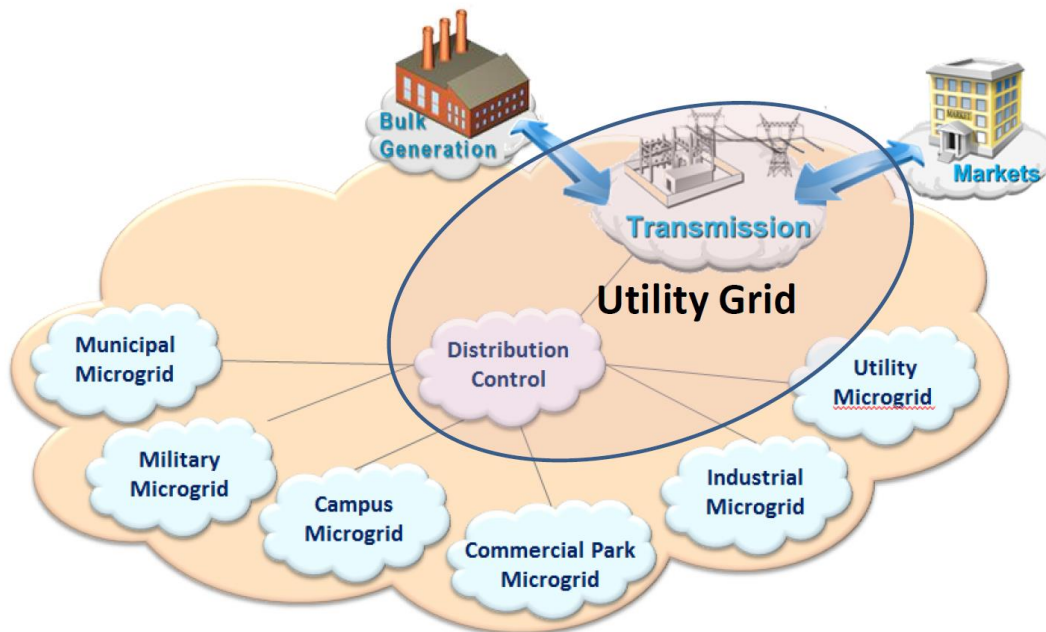 Bulk
Generation
MARKET
Markets
Transmission
Utility Grid
Municipal
Microgrid
Distribution
Control
Utility
Microgrid
Military
Microgrid
Campus
Microgrid
Commercial Park
Microgrid
Industrial
Microgrid